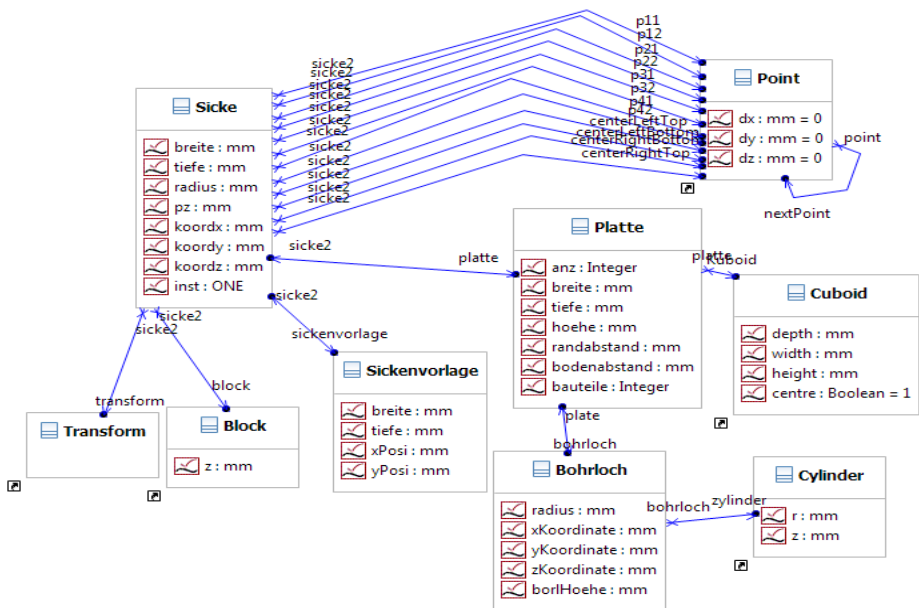 p11
p12
p21
p22
p31
p32
p41
p42
centerLeftTop
centerLeftBottom
centerRightBottom
centerRightTop
sicke2
sicke2
sicke2
sicke2
sicke2
sicke2
sicke2
sicke2
sicke2
sicke2
sicke2
Point
dx : mm = 0
dy : mm = 0
dz : mm = 0
point
nextPoint
Sicke
breite : mm
tiefe : mm
radius : mm
pz : mm
koordx : mm
koordy : mm
koordz : mm
inst : ONE
sicke2
platte
sicke2
sickenvorlage
sicke2
sicke2
transform
block
Platte
anz : Integer
breite : mm
tiefe : mm
hoehe : mm
randabstand : mm
bodenabstand : mm
bauteile : Integer
platte
Kuboid
Cuboid
depth : mm
width : mm
height : mm
centre : Boolean = 1
Sickenvorlage
breite : mm
tiefe : mm
xPosi : mm
yPosi : mm
Transform
Block
z : mm
plate
bohrloch
Bohrloch
radius : mm
xKoordinate : mm
yKoordinate : mm
zKoordinate : mm
borlHoehe : mm
bohrloch
zylinder
Cylinder
r : mm
z : mm